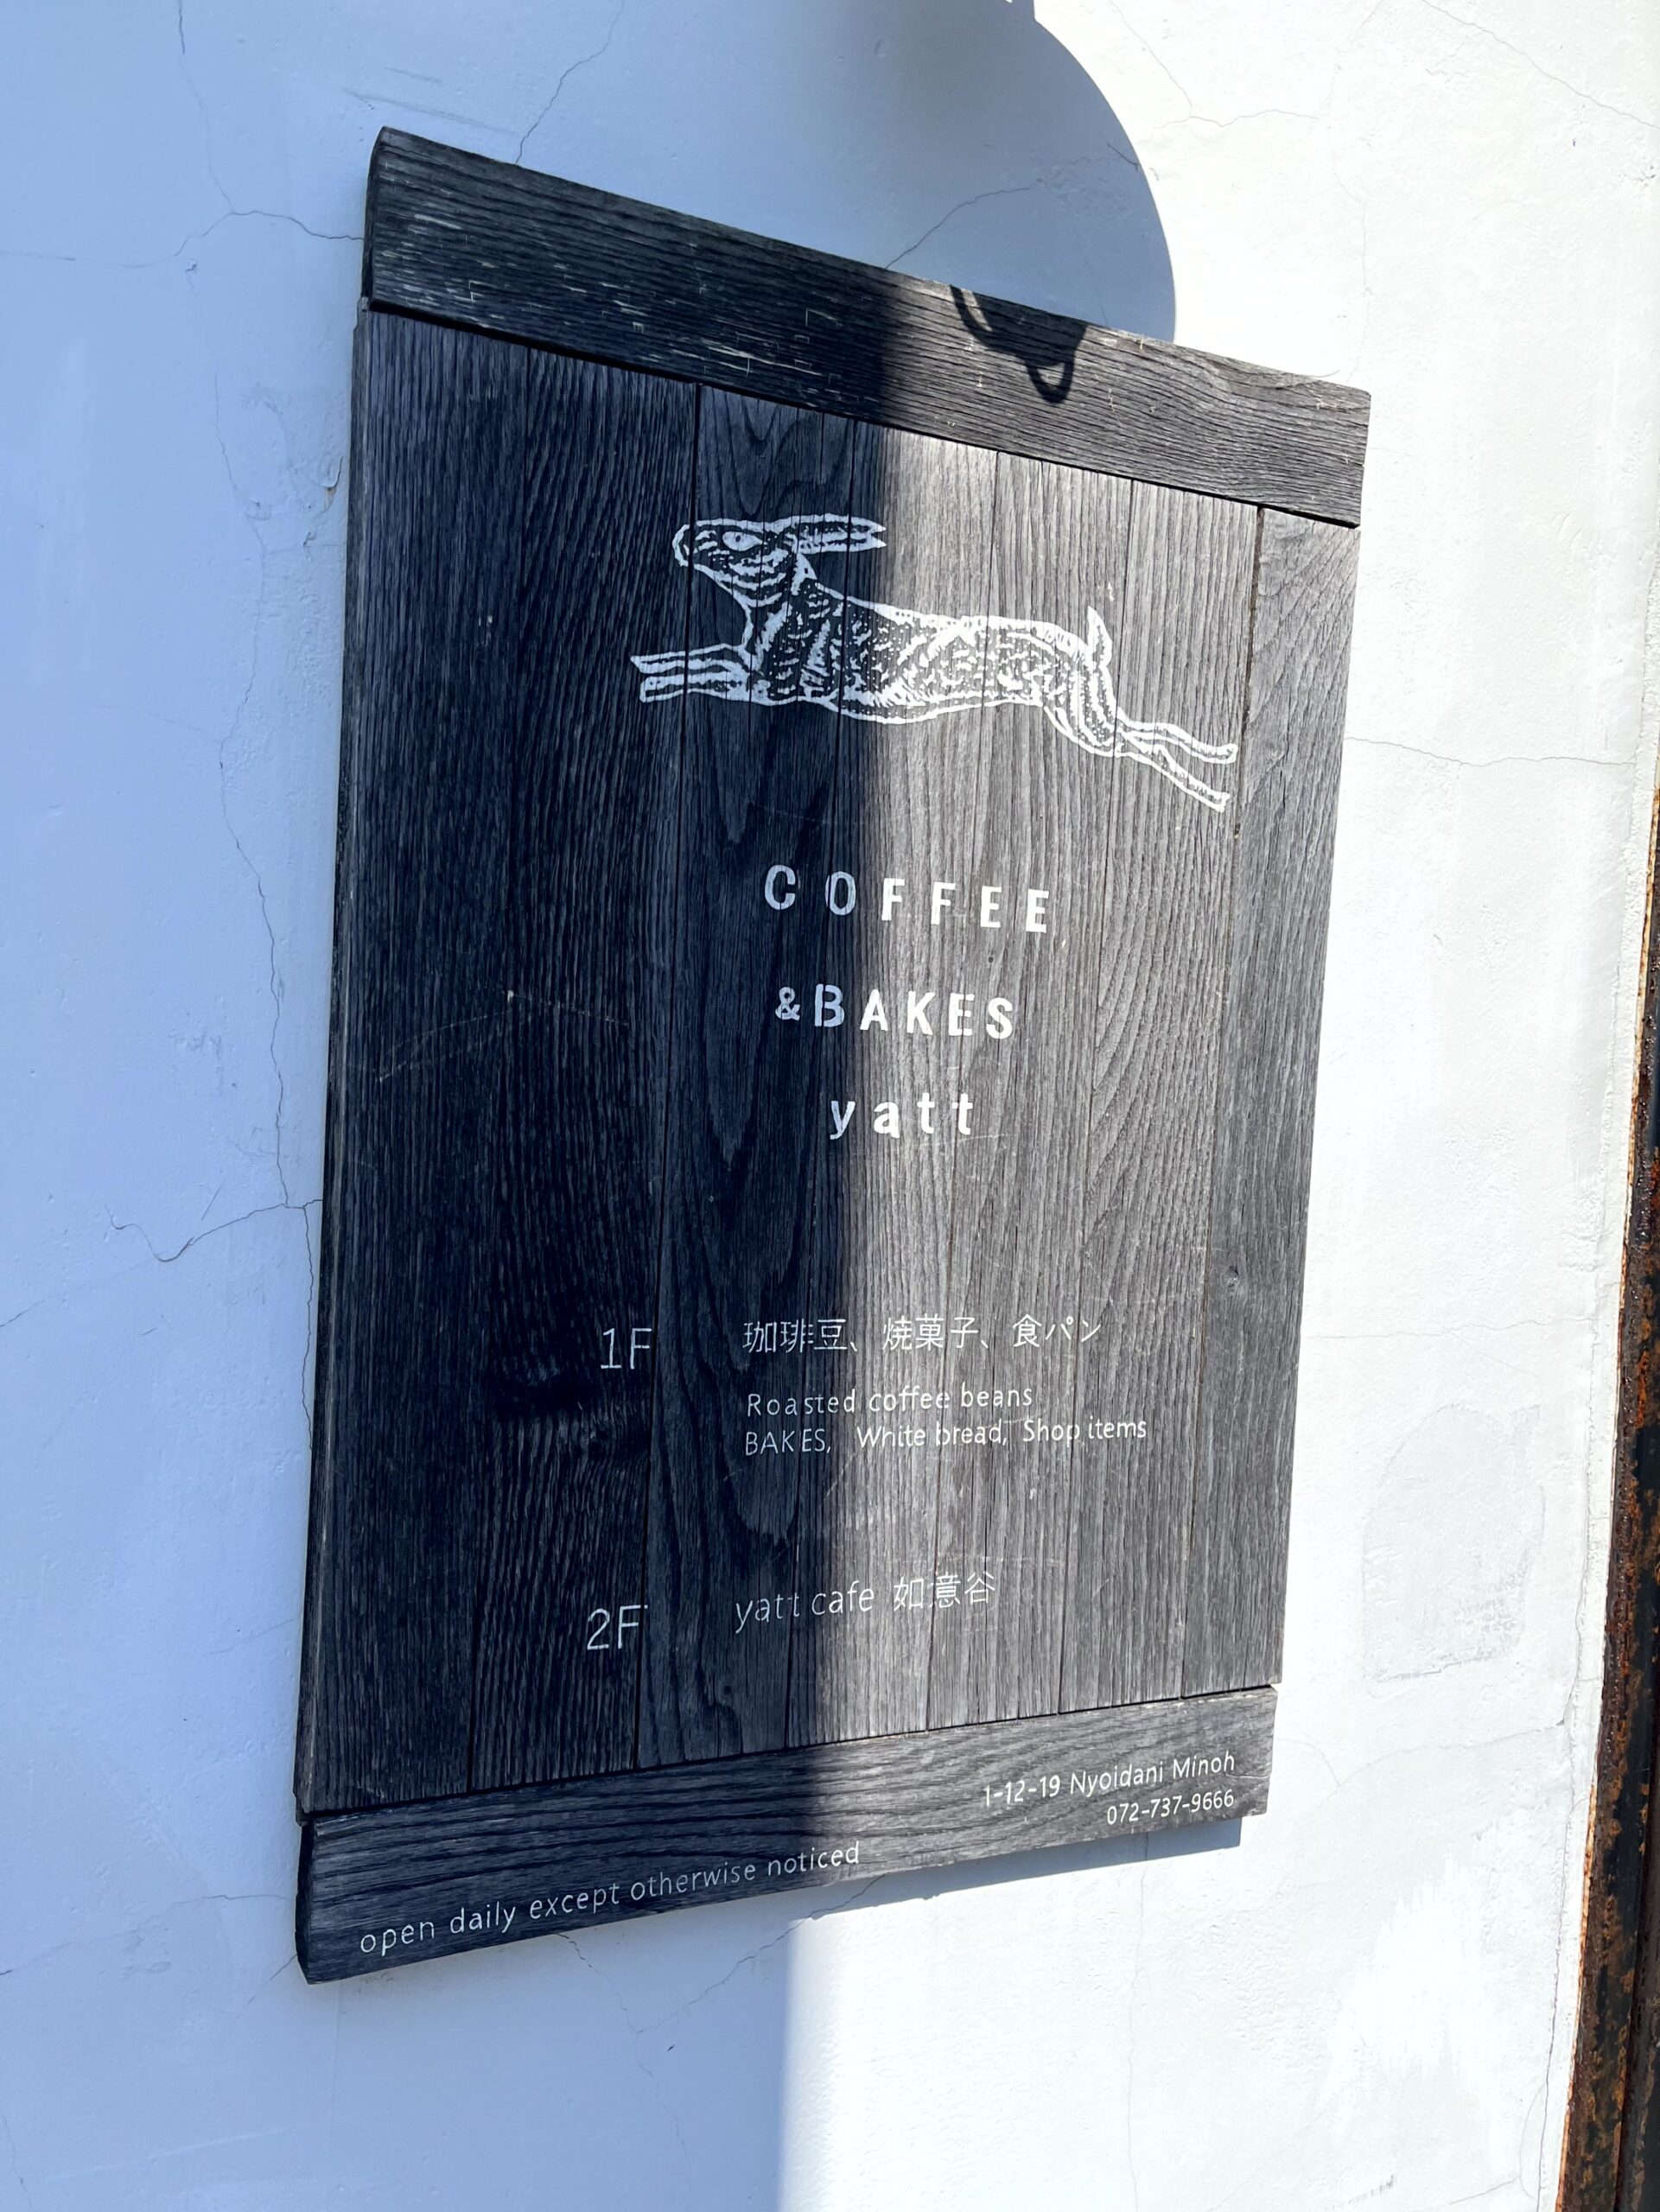 COFFEE
&BAKES
yatt
1F 珈琲豆、焼菓子、食パン
Roasted coffee beans
BAKES, White bread, Shop items
2F yatt cafe 如意谷
1-12-19 Nyoidani Minoh
072-737-9666
open daily except otherwise noticed